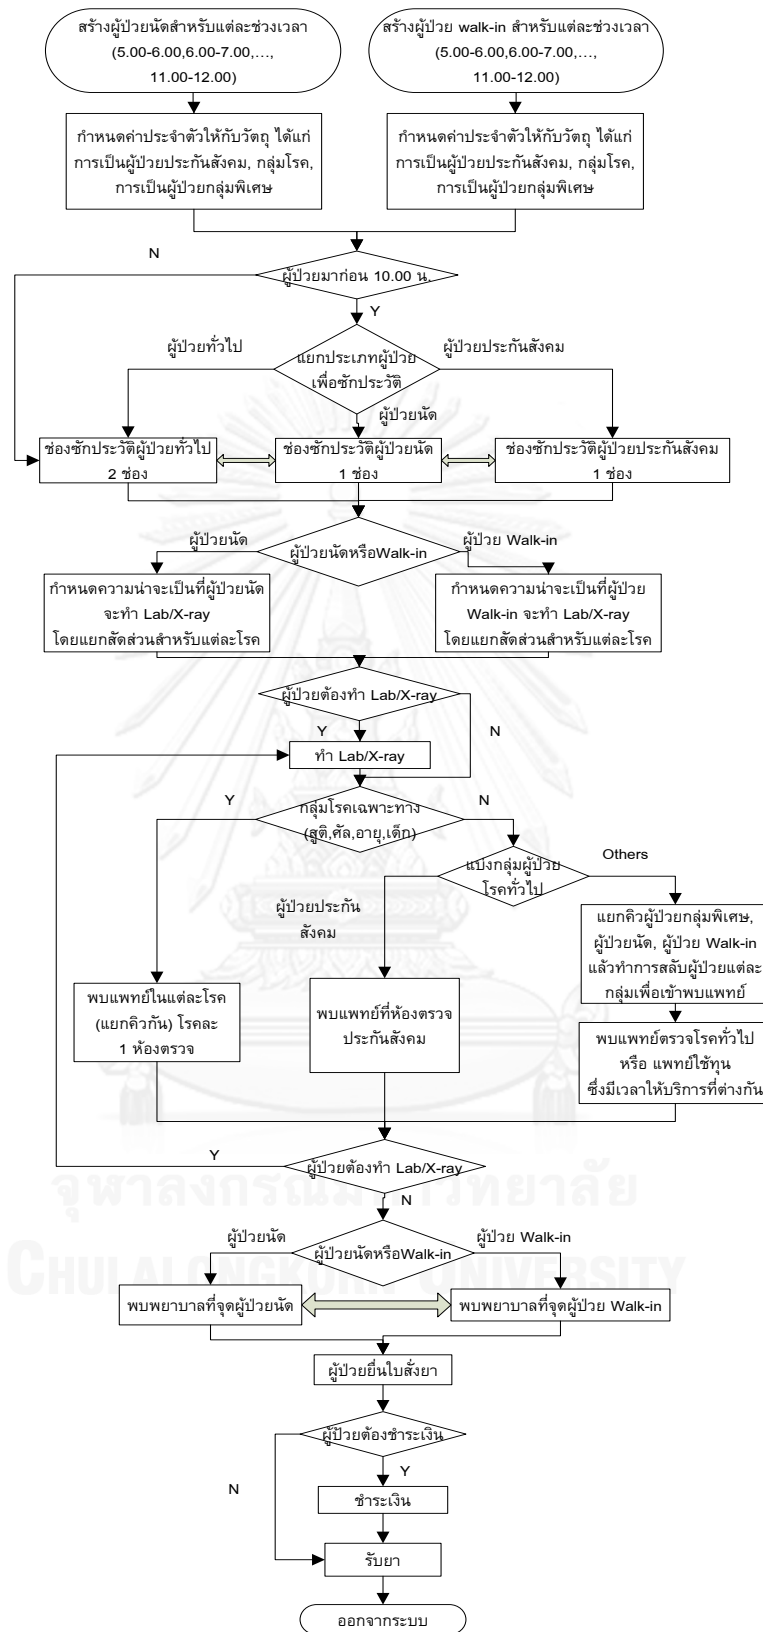 สร้างผู้ป่วยนัดสำหรับแต่ละช่วงเวลา
(5.00-6.00,6.00-7.00,…,
11.00-12.00)
สร้างผู้ป่วย walk-in สำหรับแต่ละช่วงเวลา
(5.00-6.00,6.00-7.00,…,
11.00-12.00)
กำหนดค่าประจำตัวให้กับวัตถุ ได้แก่
การเป็นผู้ป่วยประกันสังคม, กลุ่มโรค,
การเป็นผู้ป่วยกลุ่มพิเศษ
กำหนดค่าประจำตัวให้กับวัตถุ ได้แก่
การเป็นผู้ป่วยประกันสังคม, กลุ่มโรค,
การเป็นผู้ป่วยกลุ่มพิเศษ
N
ผู้ป่วยมาก่อน 10.00 น.
Y
ผู้ป่วยทั่วไป
แยกประเภทผู้ป่วย
เพื่อซักประวัติ
ผู้ป่วยประกันสังคม
ผู้ป่วยนัด
ช่องซักประวัติผู้ป่วยทั่วไป
2 ช่อง
ช่องซักประวัติผู้ป่วยนัด
1 ช่อง
ช่องซักประวัติผู้ป่วยประกันสังคม
1 ช่อง
ผู้ป่วยนัด
ผู้ป่วยนัดหรือWalk-in
ผู้ป่วย Walk-in
กำหนดความน่าจะเป็นที่ผู้ป่วยนัด
จะทำ Lab/X-ray
โดยแยกสัดส่วนสำหรับแต่ละโรค
กำหนดความน่าจะเป็นที่ผู้ป่วย
Walk-in จะทำ Lab/X-ray
โดยแยกสัดส่วนสำหรับแต่ละโรค
ผู้ป่วยต้องทำ Lab/X-ray
Y
N
ทำ Lab/X-ray
Y
กลุ่มโรคเฉพาะทาง
(สูติ,ศัล,อายุ,เด็ก)
N
แบ่งกลุ่มผู้ป่วย
โรคทั่วไป
Others
ผู้ป่วยประกัน
สังคม
แยกคิวผู้ป่วยกลุ่มพิเศษ,
ผู้ป่วยนัด, ผู้ป่วย Walk-in
แล้วทำการสลับผู้ป่วยแต่ละ
กลุ่มเพื่อเข้าพบแพทย์
พบแพทย์ในแต่ละโรค
(แยกคิวกัน) โรคละ
1 ห้องตรวจ
พบแพทย์ที่ห้องตรวจ
ประกันสังคม
พบแพทย์ตรวจโรคทั่วไป
หรือ แพทย์ใช้ทุน
ซึ่งมีเวลาให้บริการที่ต่างกัน
Y
ผู้ป่วยต้องทำ Lab/X-ray
N
จุฬาลงกรณ์มหาวิทยาลัย
CHULALONGKORN UNIVERSITY
ผู้ป่วยนัด
ผู้ป่วยนัดหรือWalk-in
ผู้ป่วย Walk-in
พบพยาบาลที่จุดผู้ป่วยนัด
พบพยาบาลที่จุดผู้ป่วย Walk-in
ผู้ป่วยยื่นใบสั่งยา
ผู้ป่วยต้องชำระเงิน
Y
N
ชำระเงิน
รับยา
ออกจากระบบ